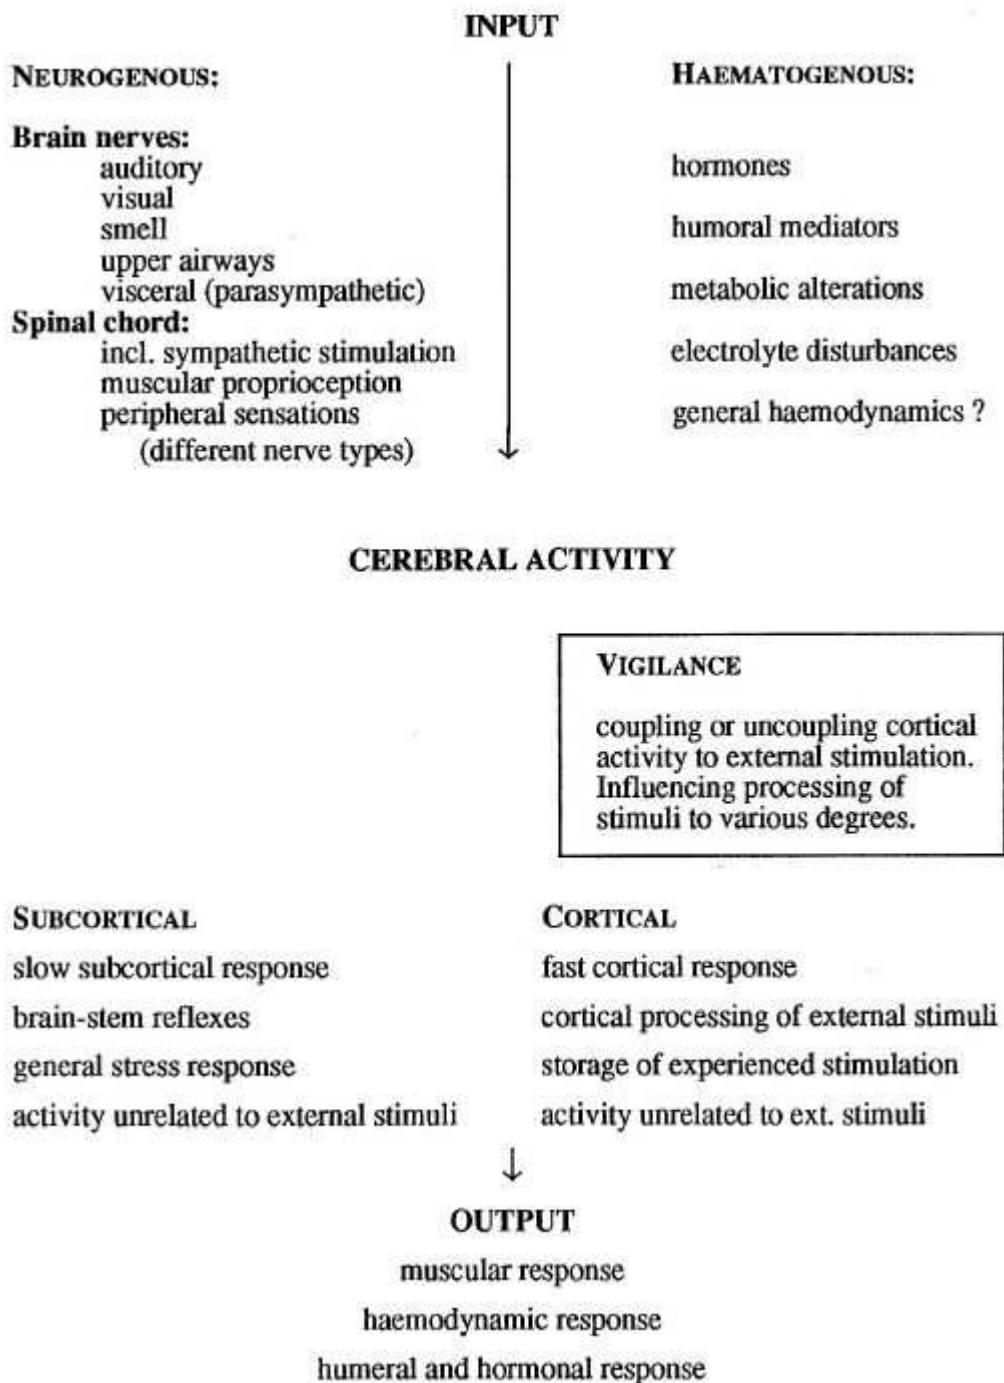 INPUT
NEUROGENOUS:
Brain nerves:
auditory
visual
smell
upper airways
visceral (parasympathetic)
Spinal chord:
incl. sympathetic stimulation
muscular proprioception
peripheral sensations
(different nerve types)
HAEMATOGENOUS:
hormones
humoral mediators
metabolic alterations
electrolyte disturbances
general haemodynamics ?
CEREBRAL ACTIVITY
VIGILANCE
coupling or uncoupling cortical
activity to external stimulation.
Influencing processing of
stimuli to various degrees.
SUBCORTICAL
slow subcortical response
brain-stem reflexes
general stress response
activity unrelated to external stimuli
CORTICAL
fast cortical response
cortical processing of external stimuli
storage of experienced stimulation
activity unrelated to ext. stimuli
OUTPUT
muscular response
haemodynamic response
humeral and hormonal response